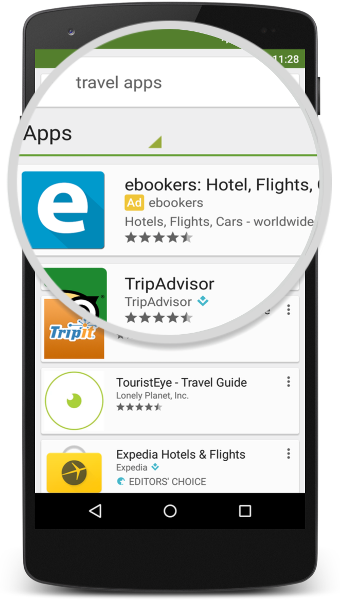 11:28
travel apps
Apps
e
ebookers: Hotel, Flights,
Ad ebookers
Hotels, Flights, Cars - worldwide
TripAdvisor
TripAdvisor
Tripit
TouristEye - Travel Guide
Lonely Planet, Inc.
Expedia Hotels & Flights
Expedia
EDITORS' CHOICE